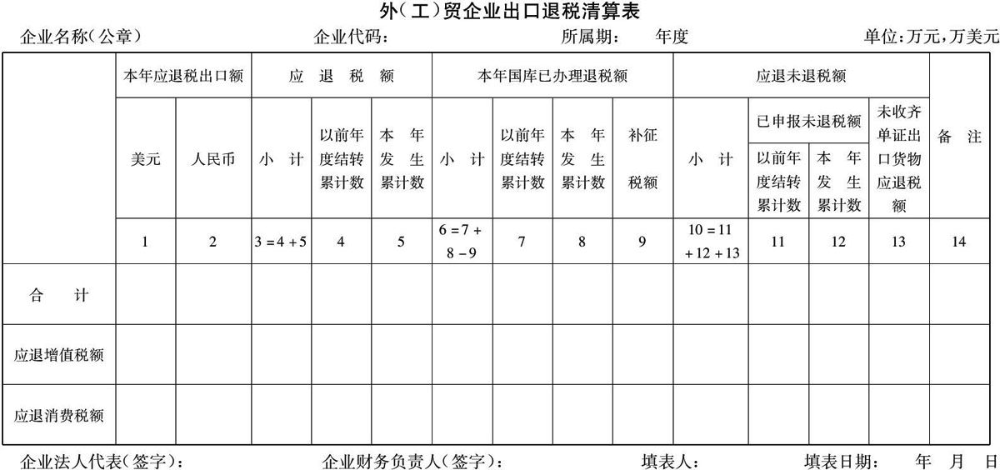 外(工)贸企业出口退税清算表
企业名称(公章) 企业代码: 所属期: 年度 单位:万元,万美元
本年应退税出口额 应退税额 本年国库已办理退税额 应退未退税额 备注
美元 人民币 小计 以前年度结转累计数 本年发生累计数 小计 以前年度结转累计数 本年发生累计数 补征税额 小计 已申报未退税额 未收齐单证出口货物应退税额
以前年度结转累计数 本年发生累计数
1 2 3=4+5 4 5 6=7+8-9 7 8 9 10=11+12+13 11 12 13 14
合计
应退增值税额
应退消费税额
企业法人代表(签字): 企业财务负责人(签字): 填表人: 填表日期: 年 月 日